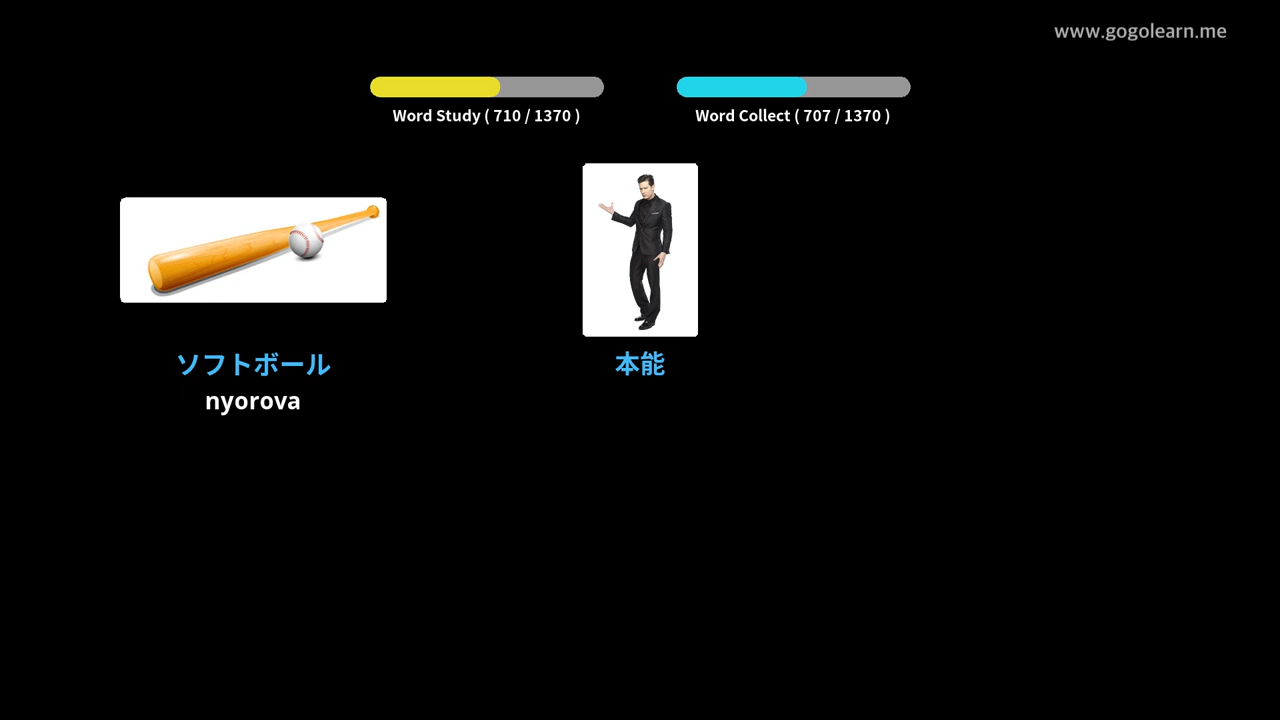 www.gogolearn.me
Word Study ( 710 / 1370 )
Word Collect ( 707 / 1370 )
ソフトボール
nyorova
本能